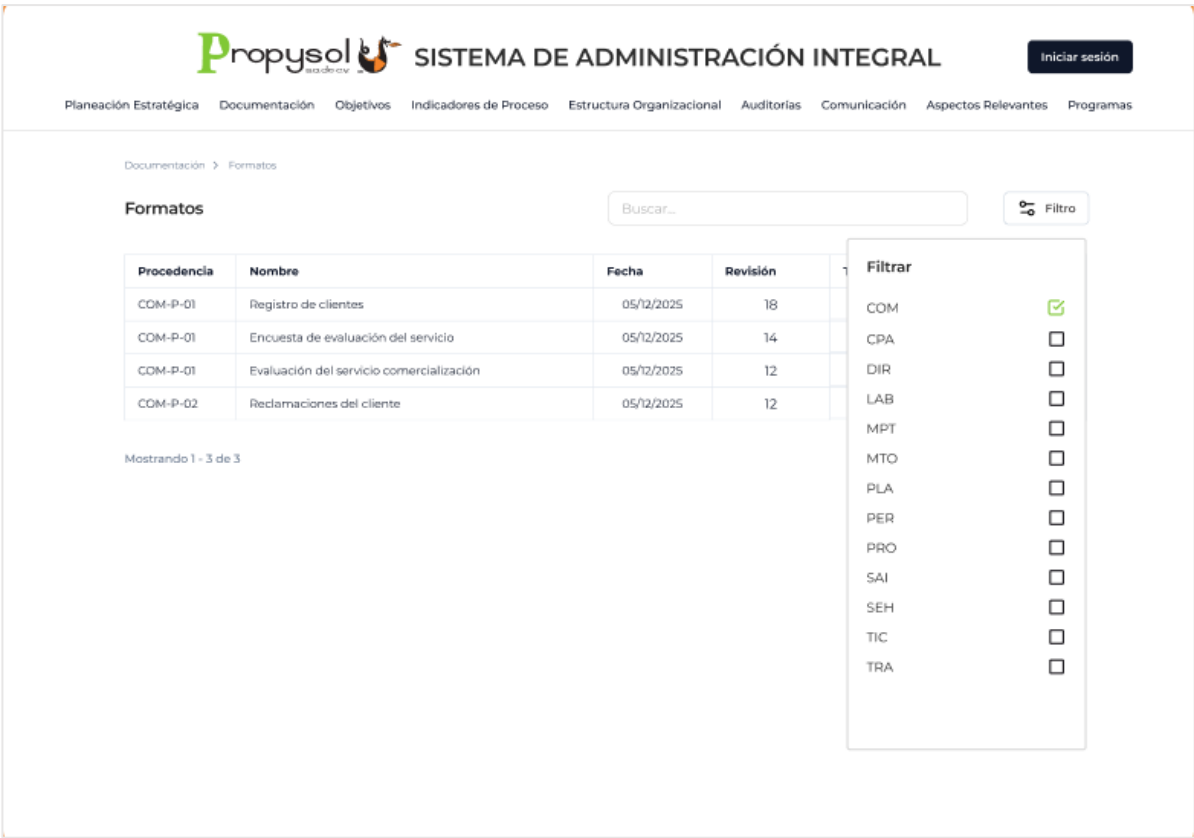 Propysol
s.a. de c.v.
SISTEMA DE ADMINISTRACIÓN INTEGRAL
Iniciar sesión
Planeación Estratégica Documentación Objetivos Indicadores de Proceso Estructura Organizacional Auditorías Comunicación Aspectos Relevantes Programas
Documentación > Formatos
Formatos
Buscar...
Filtro
Procedencia Nombre Fecha Revisión
COM-P-01 Registro de clientes 05/12/2025 18
COM-P-01 Encuesta de evaluación del servicio 05/12/2025 14
COM-P-01 Evaluación del servicio comercialización 05/12/2025 12
COM-P-02 Reclamaciones del cliente 05/12/2025 12
Mostrando 1 - 3 de 3
Filtrar
COM
CPA
DIR
LAB
MPT
MTO
PLA
PER
PRO
SAI
SEH
TIC
TRA